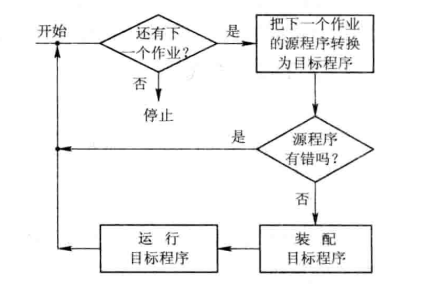 开始
还有下
一个作业？
是
把下一个作业
的源程序转换
为目标程序
否
停止
源程序
有错吗？
是
否
运 行
目标程序
装 配
目标程序